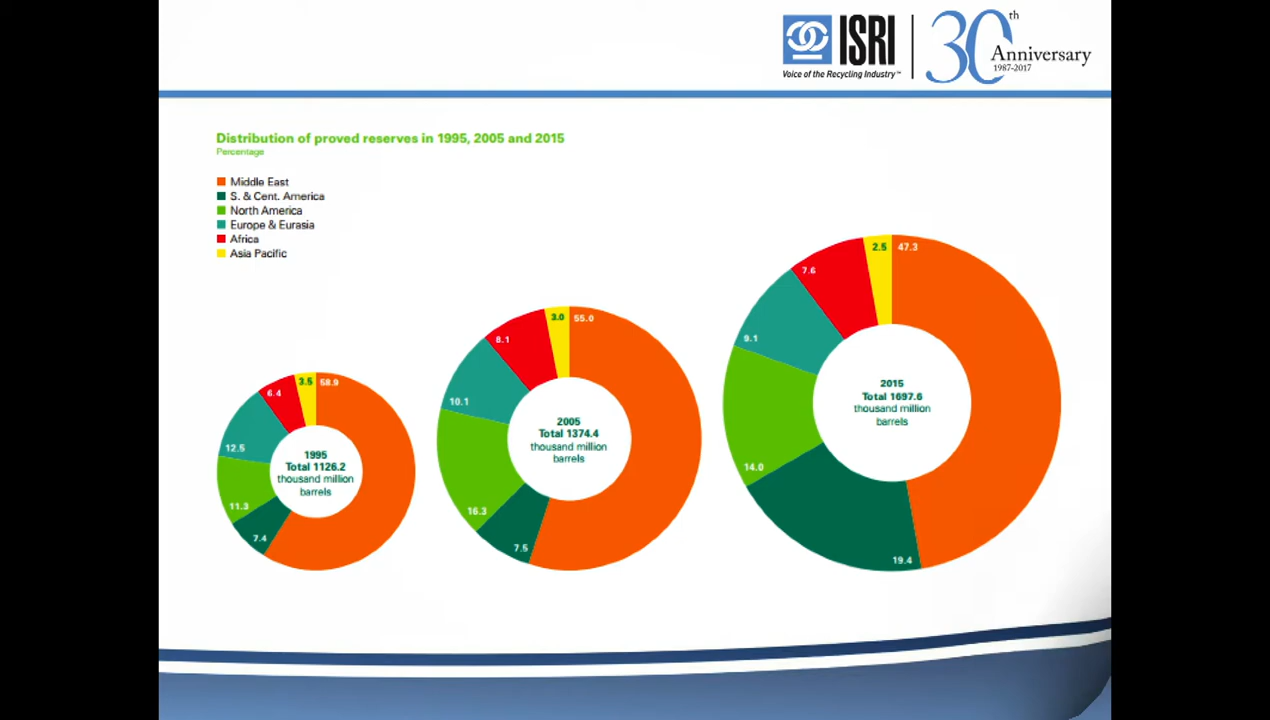 ISRI
Voice of the Recycling Industry™
30th
Anniversary
1987-2017
Distribution of proved reserves in 1995, 2005 and 2015
Percentage
Middle East
S. & Cent. America
North America
Europe & Eurasia
Africa
Asia Pacific
58.9
7.4
11.3
12.5
6.4
3.5
1995
Total 1126.2
thousand million
barrels
55.0
7.5
16.3
10.1
8.1
3.0
2005
Total 1374.4
thousand million
barrels
47.3
19.4
14.0
9.1
7.6
2.5
2015
Total 1697.6
thousand million
barrels